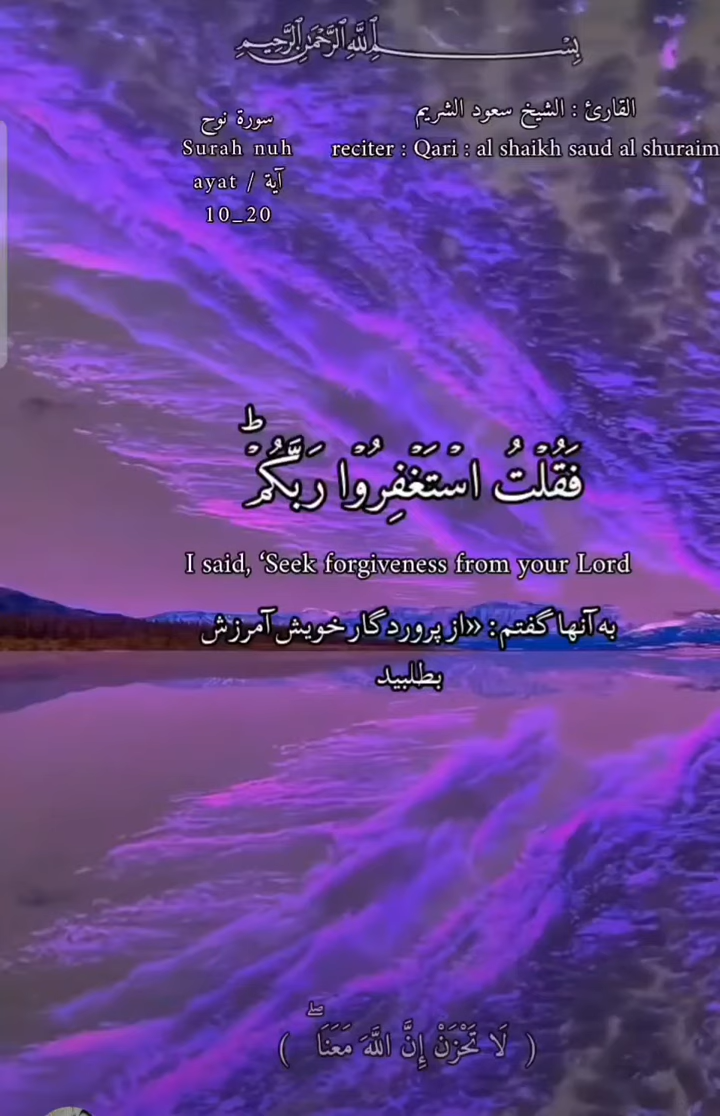 بِسْمِ اللَّهِ الرَّحْمَٰنِ الرَّحِيمِ
القارئ : الشيخ سعود الشريم
reciter : Qari : al shaikh saud al shuraim
سورة نوح
Surah nuh
ayat / آية
10_20
فَقُلْتُ اسْتَغْفِرُوْا رَبَّكُمْ ؕ
I said, ‘Seek forgiveness from your Lord
به آنها گفتم: «از پروردگار خویش آمرزش
بطلبید
( لَا تَحْزَنْ إِنَّ اللَّهَ مَعَنَا ۖ )